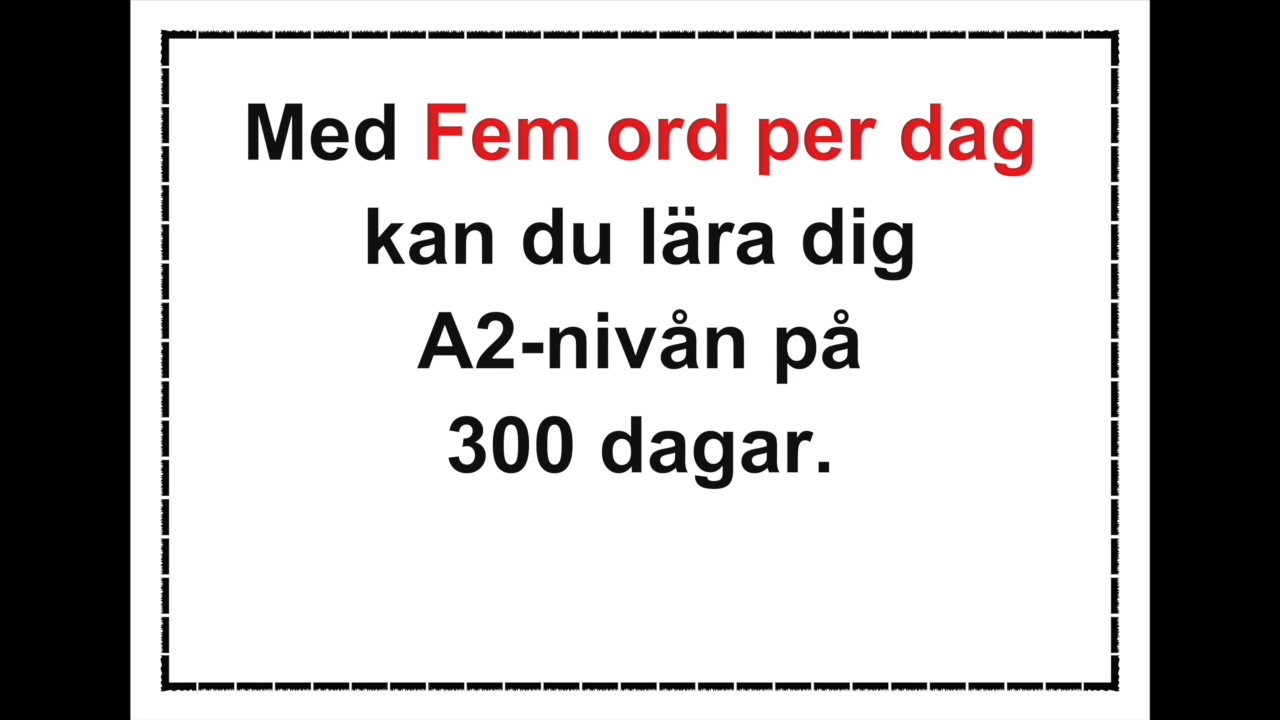 Med Fem ord per dag
kan du lära dig
A2-nivån på
300 dagar.